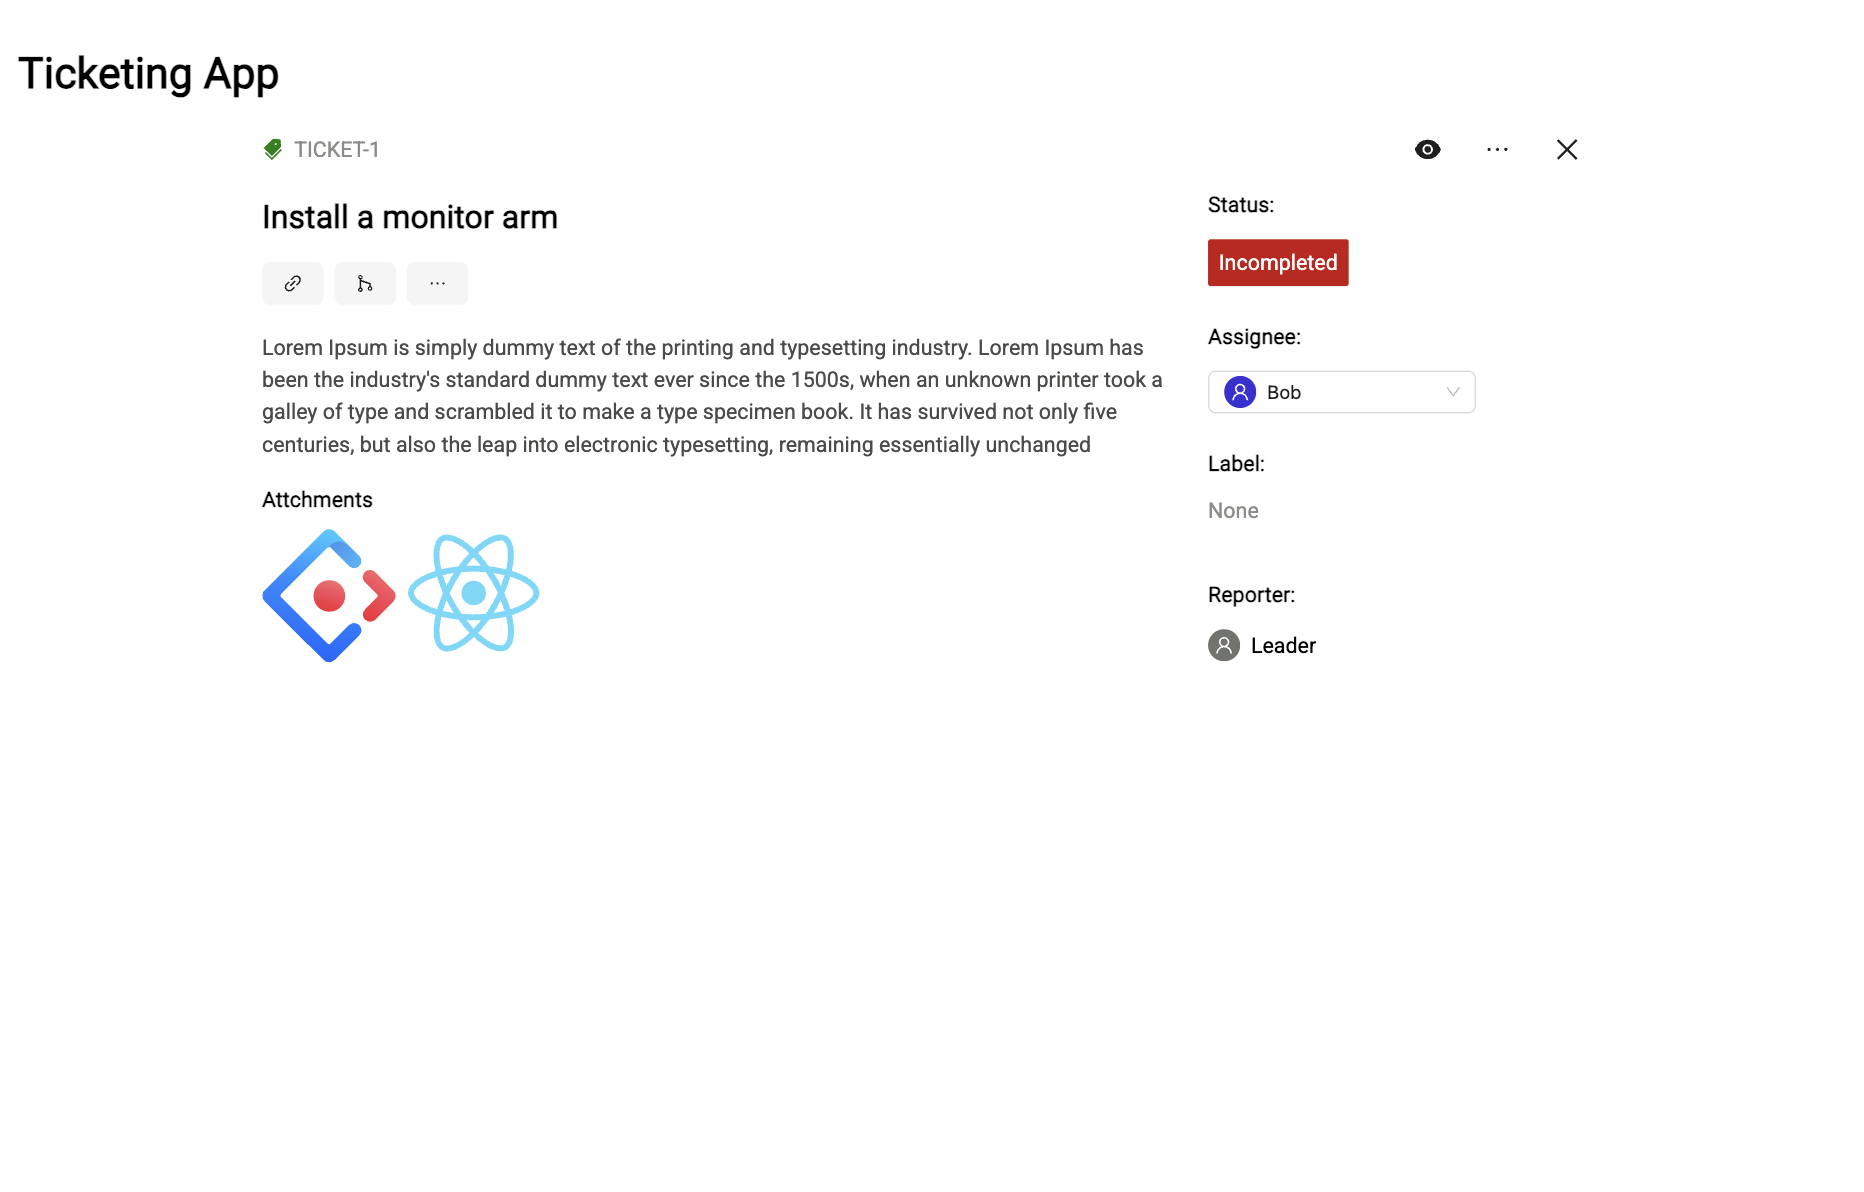 Ticketing App
TICKET-1
Install a monitor arm
Lorem Ipsum is simply dummy text of the printing and typesetting industry. Lorem Ipsum has
been the industry's standard dummy text ever since the 1500s, when an unknown printer took a
galley of type and scrambled it to make a type specimen book. It has survived not only five
centuries, but also the leap into electronic typesetting, remaining essentially unchanged
Attchments
Status:
Incompleted
Assignee:
Bob
Label:
None
Reporter:
Leader